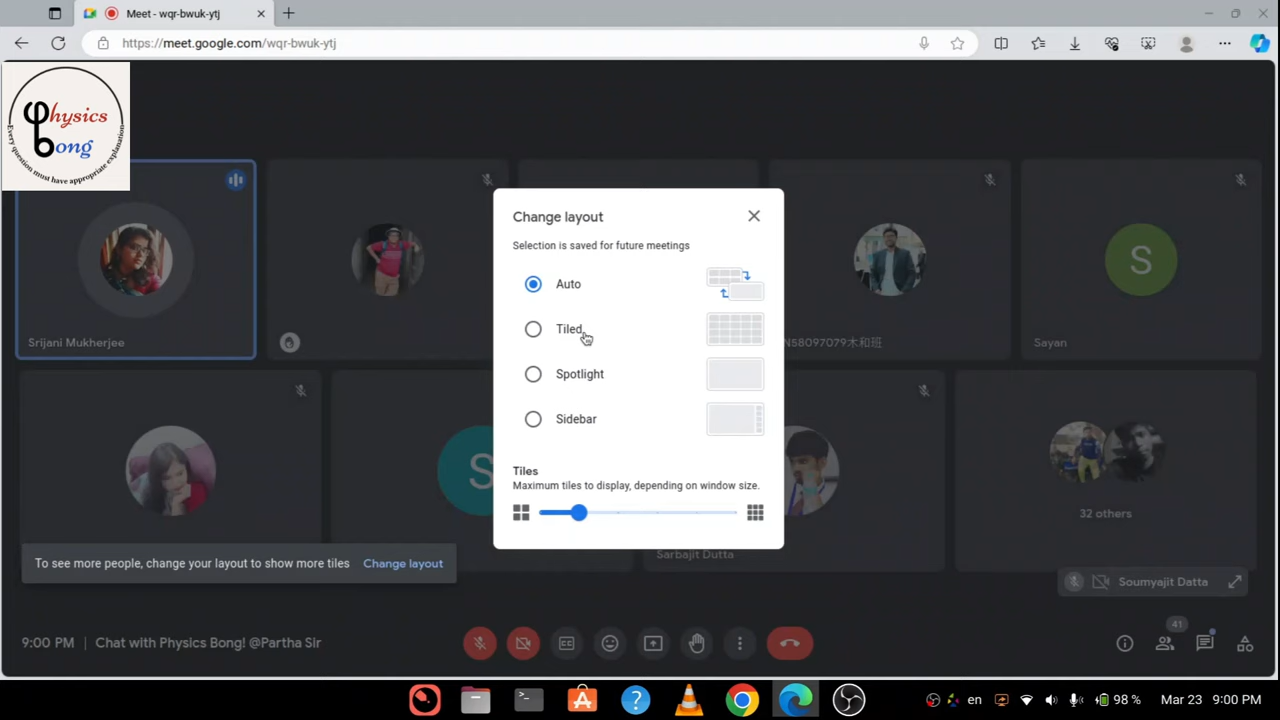 Meet - wqr-bwuk-ytj
https://meet.google.com/wqr-bwuk-ytj
Physics
bong
Every question must have appropriate explanation
Change layout
Selection is saved for future meetings
Auto
Tiled
Spotlight
Sidebar
Tiles
Maximum tiles to display, depending on window size.
Srijani Mukherjee
NS8097079木和班
Sayan
S
S
32 others
Sarbajit Dutta
To see more people, change your layout to show more tiles Change layout
Soumyajit Datta
9:00 PM | Chat with Physics Bong! @Partha Sir
41
en 98 % Mar 23 9:00 PM